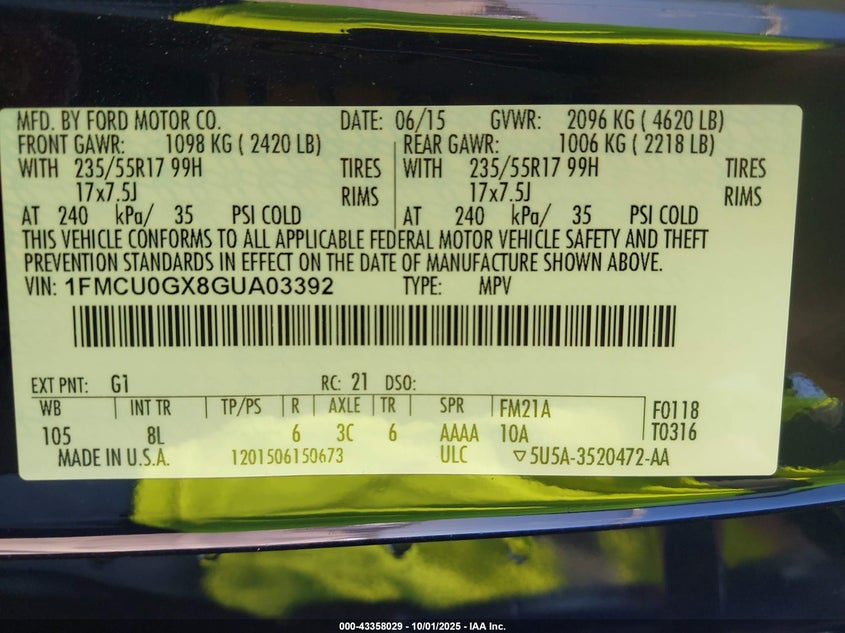 MFD. BY FORD MOTOR CO. DATE: 06/15 GVWR: 2096 KG ( 4620 LB)
FRONT GAWR: 1098 KG ( 2420 LB) REAR GAWR: 1006 KG ( 2218 LB)
WITH 235/55R17 99H TIRES WITH 235/55R17 99H TIRES
17x7.5J RIMS 17x7.5J RIMS
AT 240 kPa/ 35 PSI COLD AT 240 kPa/ 35 PSI COLD
THIS VEHICLE CONFORMS TO ALL APPLICABLE FEDERAL MOTOR VEHICLE SAFETY AND THEFT
PREVENTION STANDARDS IN EFFECT ON THE DATE OF MANUFACTURE SHOWN ABOVE.
VIN: 1FMCU0GX8GUA03392 TYPE: MPV
EXT PNT: G1 RC: 21 DSO:
WB INT TR TP/PS R AXLE TR SPR FM21A F0118
105 8L 6 3C 6 AAAA 10A T0316
MADE IN U.S.A. 1201506150673 ULC ▽5U5A-3520472-AA
000-43358029 - 10/01/2025 - IAA Inc.